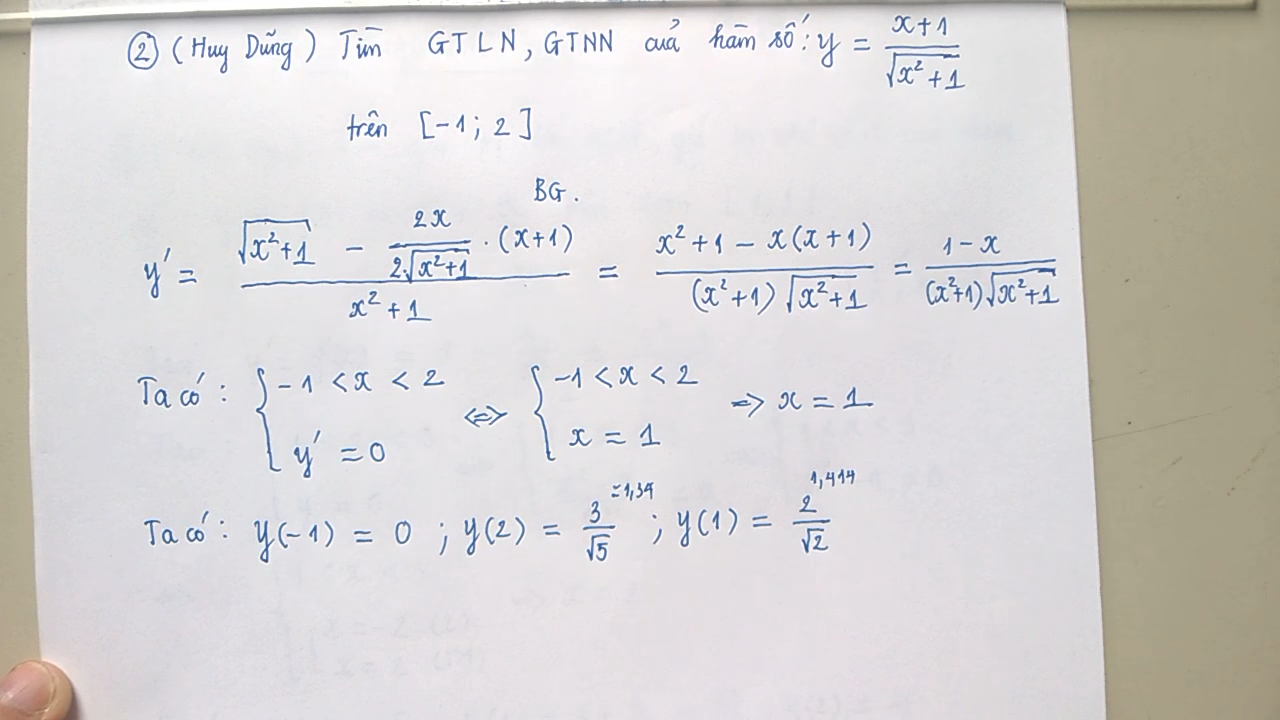 ② (Huy Dũng) Tìm GTLN, GTNN cuả hàm số: y = (x+1)/√(x²+1)
trên [-1; 2]
BG.
y' = (√(x²+1) - (2x)/(2.√(x²+1)) . (x+1))/(x²+1) = (x²+1-x(x+1))/((x²+1)√(x²+1)) = (1-x)/((x²+1)√(x²+1))
Ta có: { -1 < x < 2 ; y' = 0 ⇔ { -1 < x < 2 ; x = 1 => x = 1
Ta có: y(-1) = 0 ; y(2) = 3/√5 =1,34 ; y(1) = 2/√2 1,414